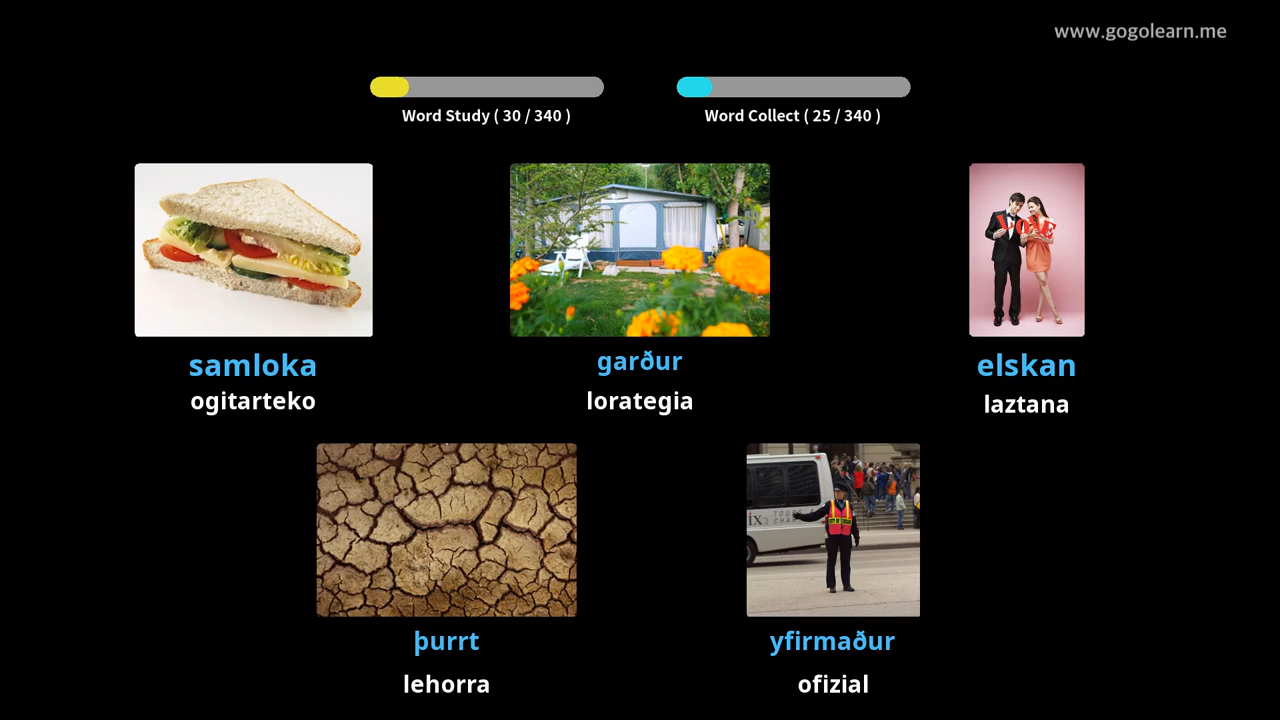 www.gogolearn.me
Word Study ( 30 / 340 )
Word Collect ( 25 / 340 )
LOVE
samloka
ogitarteko
garður
lorategia
elskan
laztana
þurrt
lehorra
yfirmaður
ofizial